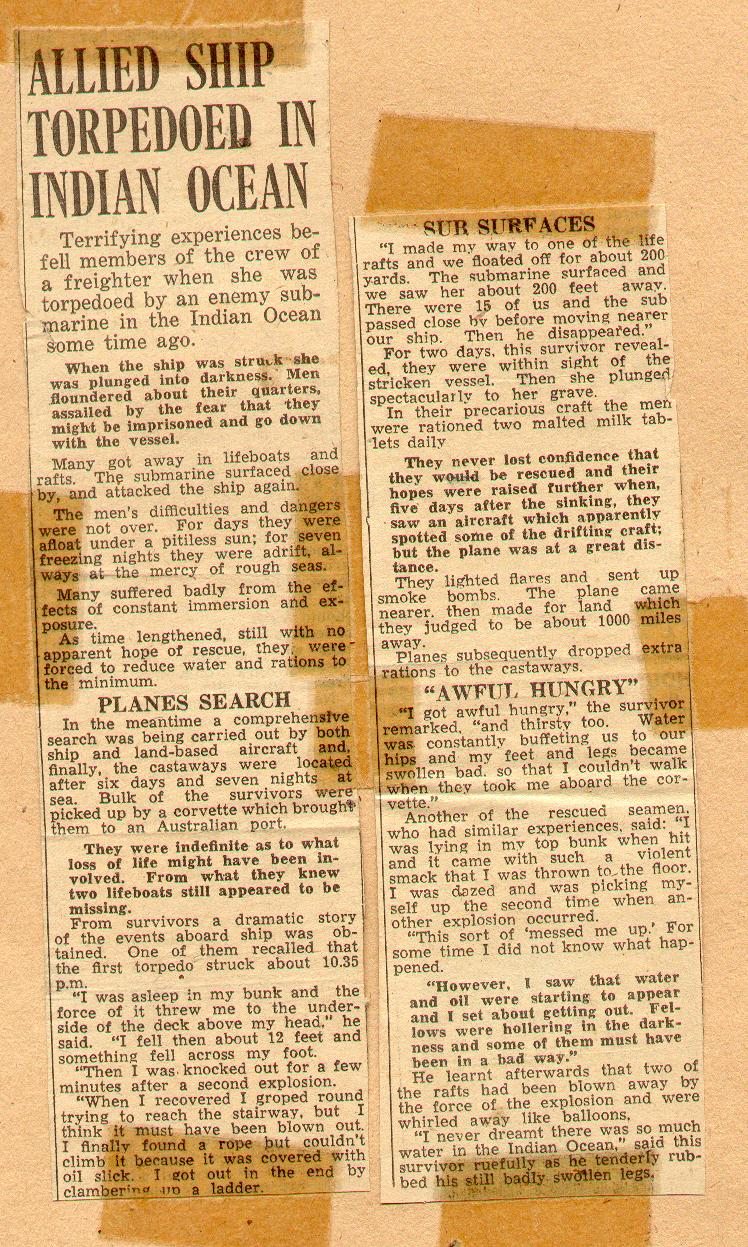 ALLIED SHIP
TORPEDOED IN
INDIAN OCEAN
Terrifying experiences be-
fell members of the crew of
a freighter when she was
torpedoed by an enemy sub-
marine in the Indian Ocean
some time ago.
When the ship was struck she
was plunged into darkness. Men
floundered about their quarters,
assailed by the fear that they
might be imprisoned and go down
with the vessel.
Many got away in lifeboats and
rafts. The submarine surfaced close
by, and attacked the ship again.
The men's difficulties and dangers
were not over. For days they were
afloat under a pitiless sun; for seven
freezing nights they were adrift, al-
ways at the mercy of rough seas.
Many suffered badly from the ef-
fects of constant immersion and ex-
posure.
As time lengthened, still with no
apparent hope of rescue, they were
forced to reduce water and rations to
the minimum.
PLANES SEARCH
In the meantime a comprehensive
search was being carried out by both
ship and land-based aircraft and,
finally, the castaways were located
after six days and seven nights at
sea. Bulk of the survivors were
picked up by a corvette which brought
them to an Australian port.
They were indefinite as to what
loss of life might have been in-
volved. From what they knew
two lifeboats still appeared to be
missing.
From survivors a dramatic story
of the events aboard ship was ob-
tained. One of them recalled that
the first torpedo struck about 10.35
p.m.
"I was asleep in my bunk and the
force of it threw me to the under-
side of the deck above my head," he
said. "I fell then about 12 feet and
something fell across my foot.
"Then I was knocked out for a few
minutes after a second explosion.
"When I recovered I groped round
trying to reach the stairway, but I
think it must have been blown out.
I finally found a rope but couldn't
climb it because it was covered with
oil slick. I got out in the end by
clambering up a ladder.
SUB SURFACES
"I made my way to one of the life
rafts and we floated off for about 200
yards. The submarine surfaced and
we saw her about 200 feet away.
There were 15 of us and the sub
passed close by before moving nearer
our ship. Then he disappeared."
For two days, this survivor reveal-
ed, they were within sight of the
stricken vessel. Then she plunged
spectacularly to her grave.
In their precarious craft the men
were rationed two malted milk tab-
lets daily
They never lost confidence that
they would be rescued and their
hopes were raised further when,
five days after the sinking, they
saw an aircraft which apparently
spotted some of the drifting craft;
but the plane was at a great dis-
tance.
They lighted flares and sent up
smoke bombs. The plane came
nearer, then made for land which
they judged to be about 1000 miles
away.
Planes subsequently dropped extra
rations to the castaways.
"AWFUL HUNGRY"
"I got awful hungry," the survivor
remarked, "and thirsty too. Water
was constantly buffeting us to our
hips and my feet and legs became
swollen bad, so that I couldn't walk
when they took me aboard the cor-
vette."
Another of the rescued seamen,
who had similar experiences, said: "I
was lying in my top bunk when hit
and it came with such a violent
smack that I was thrown to the floor.
I was dazed and was picking my-
self up the second time when an-
other explosion occurred.
"This sort of 'messed me up.' For
some time I did not know what hap-
pened.
"However, I saw that water
and oil were starting to appear
and I set about getting out. Fel-
lows were hollering in the dark-
ness and some of them must have
been in a bad way."
He learnt afterwards that two of
the rafts had been blown away by
the force of the explosion and were
whirled away like balloons.
"I never dreamt there was so much
water in the Indian Ocean," said this
survivor ruefully as he tenderly rub-
bed his still badly swollen legs.